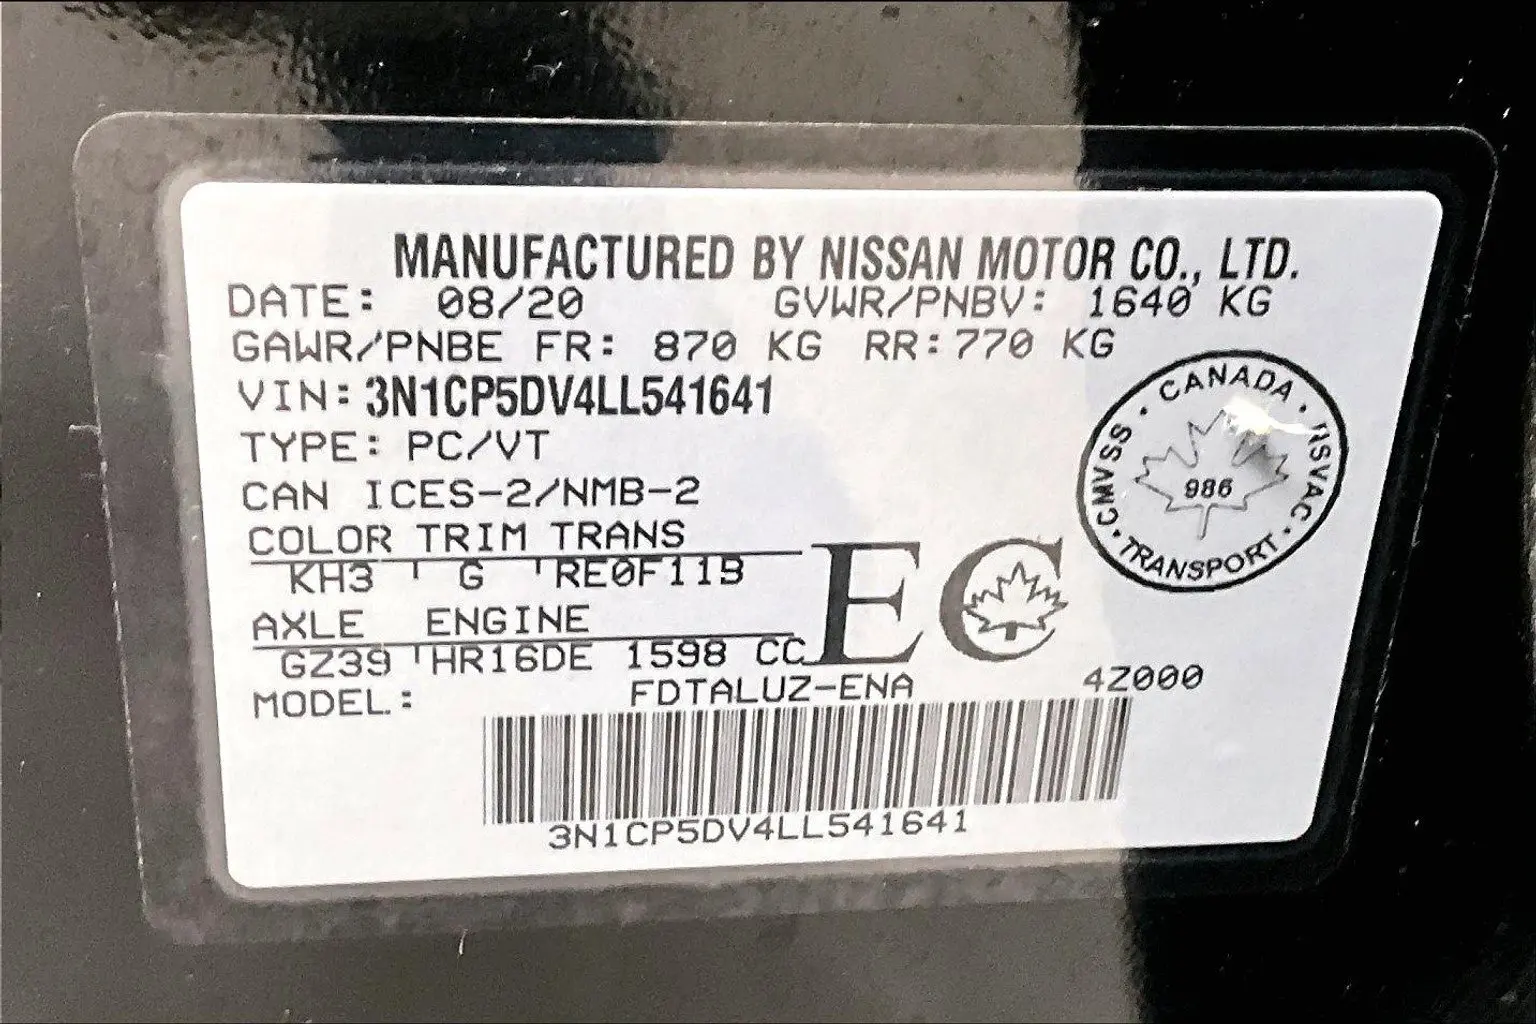 MANUFACTURED BY NISSAN MOTOR CO., LTD.
DATE: 08/20 GVWR/PNBV: 1640 KG
GAWR/PNBE FR: 870 KG RR: 770 KG
VIN: 3N1CP5DV4LL541641
TYPE: PC/VT
CAN ICES-2/NMB-2
COLOR TRIM TRANS
KH3 ' G ' RE0F11B
AXLE ENGINE
GZ39 ' HR16DE 1598 CC
EC
MODEL: FDTALUZ-ENA 4Z000
3N1CP5DV4LL541641
CANADA · NSVAC · TRANSPORT · CMVSS ·
986